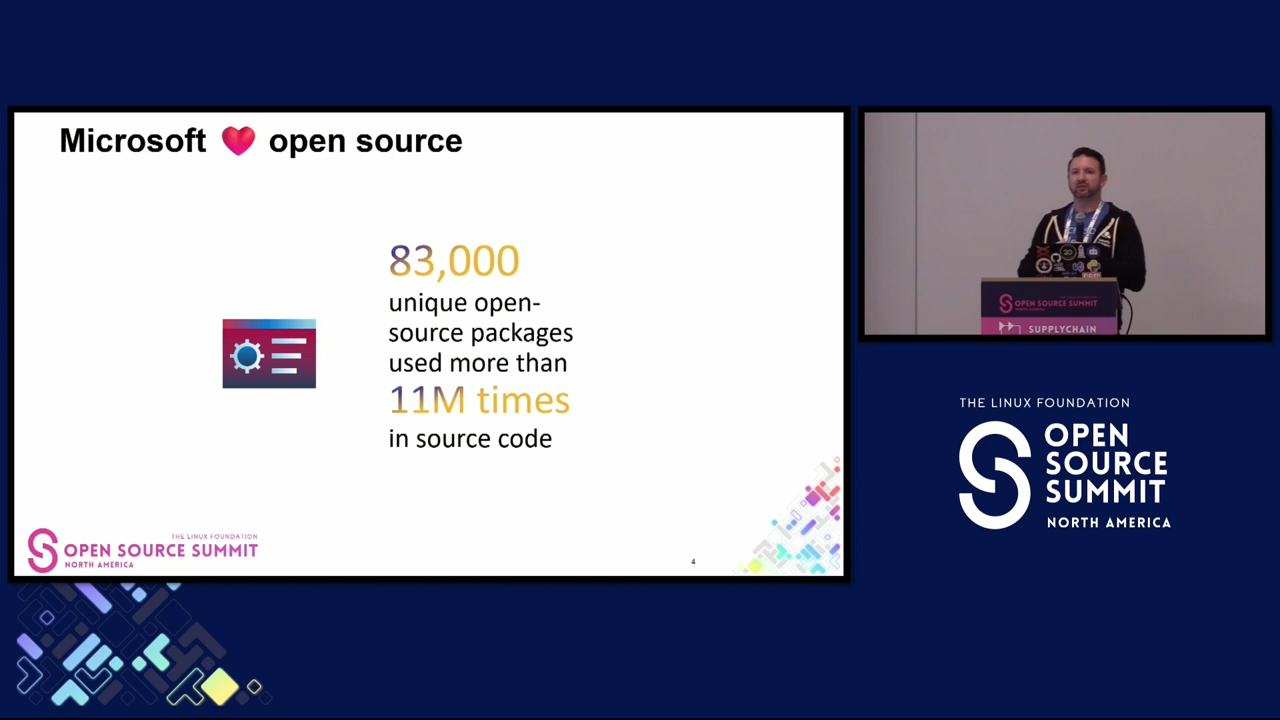 Microsoft ❤ open source
83,000
unique open-
source packages
used more than
11M times
in source code
THE LINUX FOUNDATION
OPEN SOURCE SUMMIT
NORTH AMERICA
4
OPEN SOURCE SUMMIT
SUPPLYCHAIN
THE LINUX FOUNDATION
OPEN
SOURCE
SUMMIT
NORTH AMERICA